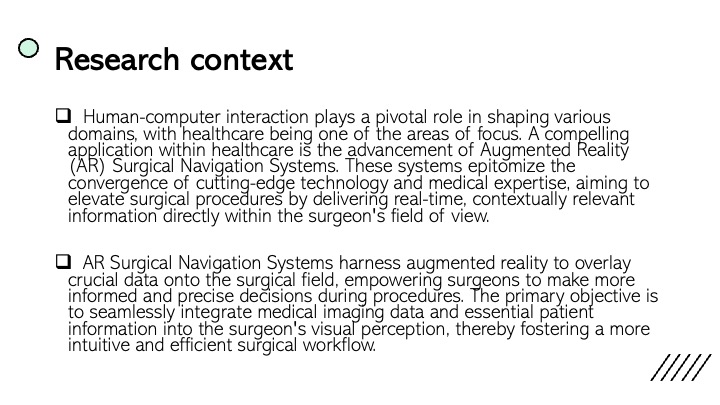 Research context
❑ Human-computer interaction plays a pivotal role in shaping various
domains, with healthcare being one of the areas of focus. A compelling
application within healthcare is the advancement of Augmented Reality
(AR) Surgical Navigation Systems. These systems epitomize the
convergence of cutting-edge technology and medical expertise, aiming to
elevate surgical procedures by delivering real-time, contextually relevant
information directly within the surgeon's field of view.
❑ AR Surgical Navigation Systems harness augmented reality to overlay
crucial data onto the surgical field, empowering surgeons to make more
informed and precise decisions during procedures. The primary objective is
to seamlessly integrate medical imaging data and essential patient
information into the surgeon's visual perception, thereby fostering a more
intuitive and efficient surgical workflow.